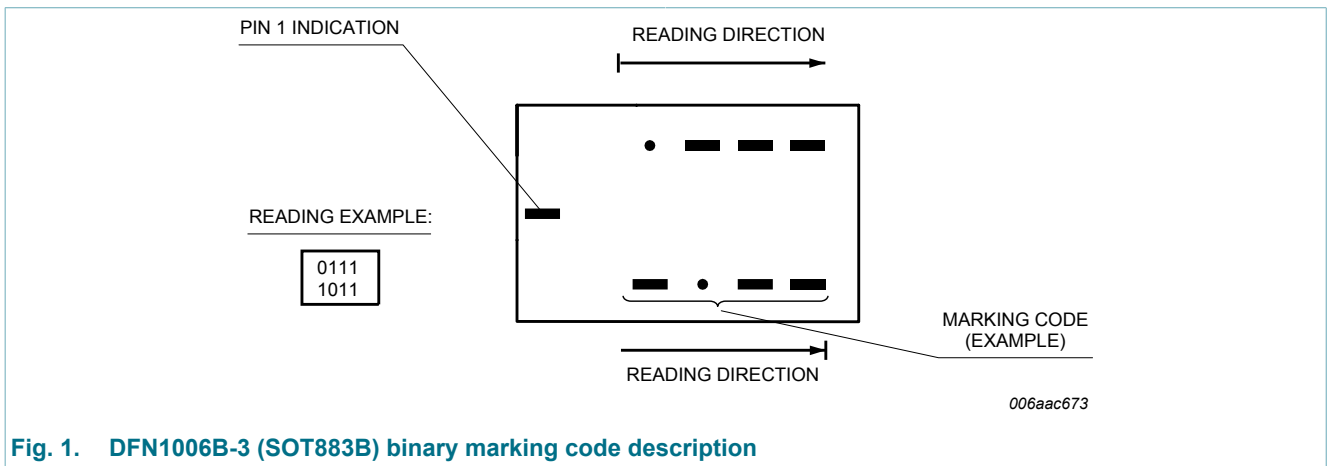 PIN 1 INDICATION
READING DIRECTION
READING EXAMPLE:
0111
1011
MARKING CODE
(EXAMPLE)
READING DIRECTION
006aac673
Fig. 1. DFN1006B-3 (SOT883B) binary marking code description